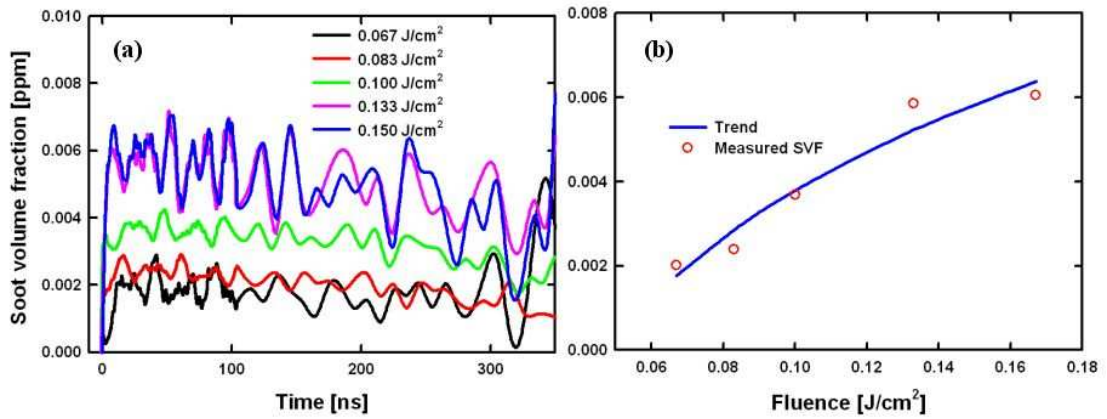 (a)
Soot volume fraction [ppm]
0.010
0.008
0.006
0.004
0.002
0.000
0.067 J/cm²
0.083 J/cm²
0.100 J/cm²
0.133 J/cm²
0.150 J/cm²
0
100
200
300
Time [ns]
(b)
0.008
0.006
0.004
0.002
0.000
Trend
Measured SVF
0.06
0.08
0.10
0.12
0.14
0.16
0.18
Fluence [J/cm²]